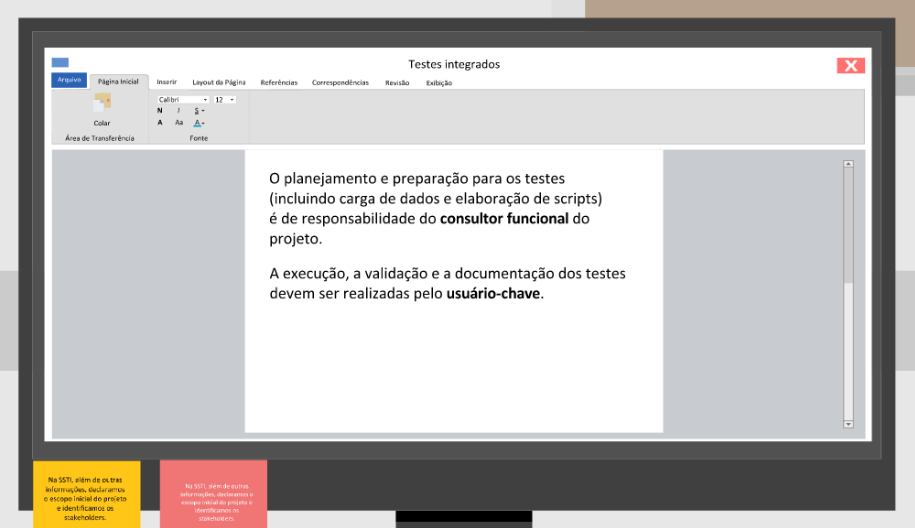 Testes integrados
X
Arquivo Página Inicial Inserir Layout da Página Referências Correspondências Revisão Exibição
Calibri 12
N I S
Colar A Aa A
Área de Transferência Fonte
O planejamento e preparação para os testes
(incluindo carga de dados e elaboração de scripts)
é de responsabilidade do consultor funcional do
projeto.
A execução, a validação e a documentação dos testes
devem ser realizadas pelo usuário-chave.
Na SSTI, além de outras
informações, declaramos
o escopo inicial do projeto
e identificamos os
stakeholders.
Na SSTI, além de outras
informações, declaramos o
escopo inicial do projeto e
identificamos os
stakeholders.